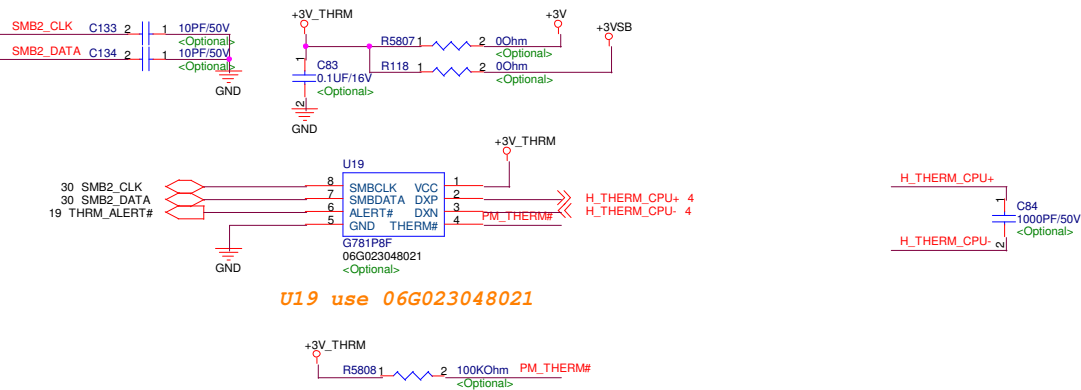 SMB2_CLK C133 2 1 10PF/50V
<Optional>
SMB2_DATA C134 2 1 10PF/50V
<Optional>
GND
+3V_THRM +3V +3VSB
R5807 1 2 0Ohm
<Optional>
R118 1 2 0Ohm
<Optional>
1 C83
0.1UF/16V
<Optional>
2
GND
+3V_THRM
U19
30 SMB2_CLK 8 SMBCLK VCC 1
30 SMB2_DATA 7 SMBDATA DXP 2 H_THERM_CPU+ 4
19 THRM_ALERT# 6 ALERT# DXN 3 H_THERM_CPU- 4
5 GND THERM# 4 PM_THERM#
GND
G781P8F
06G023048021
<Optional>
H_THERM_CPU+
1 C84
1000PF/50V
<Optional>
2
H_THERM_CPU-
U19 use 06G023048021
+3V_THRM
R5808 1 2 100KOhm PM_THERM#
<Optional>